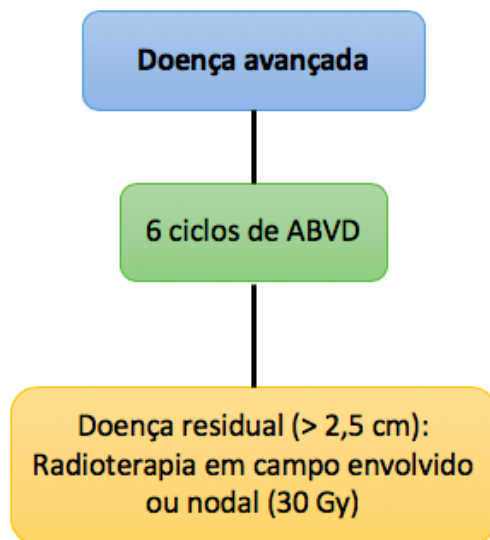 Doença avançada
6 ciclos de ABVD
Doença residual (> 2,5 cm):
Radioterapia em campo envolvido
ou nodal (30 Gy)